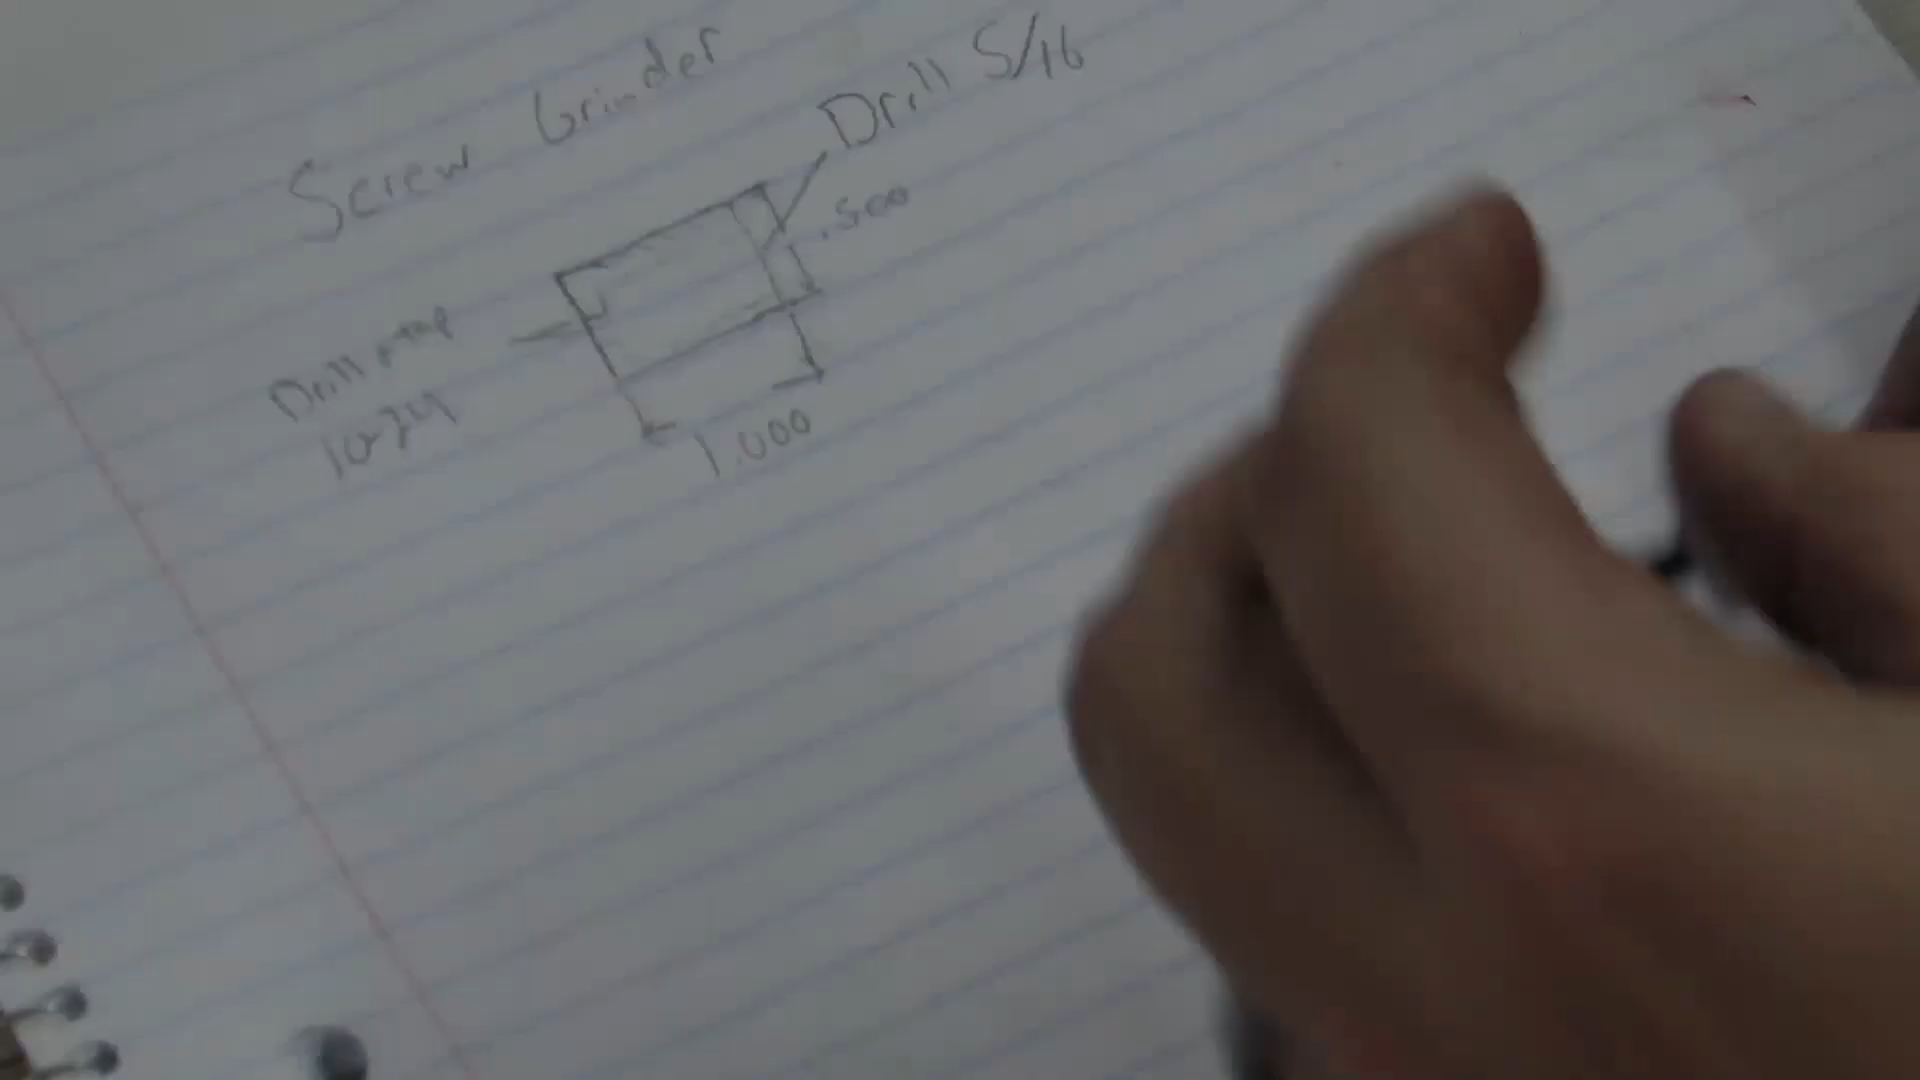 Screw Grinder
Drill 5/16
.500
Drill + tap
10-24
1.000